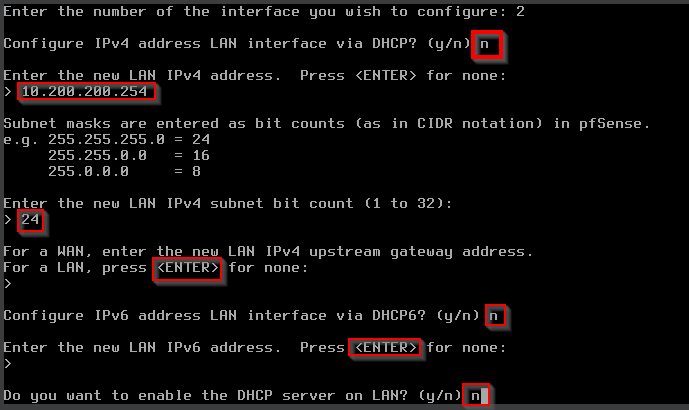 Enter the number of the interface you wish to configure: 2
Configure IPv4 address LAN interface via DHCP? (y/n) n
Enter the new LAN IPv4 address.  Press <ENTER> for none:
> 10.200.200.254
Subnet masks are entered as bit counts (as in CIDR notation) in pfSense.
e.g. 255.255.255.0 = 24
     255.255.0.0   = 16
     255.0.0.0     = 8
Enter the new LAN IPv4 subnet bit count (1 to 32):
> 24
For a WAN, enter the new LAN IPv4 upstream gateway address.
For a LAN, press <ENTER> for none:
>
Configure IPv6 address LAN interface via DHCP6? (y/n) n
Enter the new LAN IPv6 address.  Press <ENTER> for none:
>
Do you want to enable the DHCP server on LAN? (y/n) n